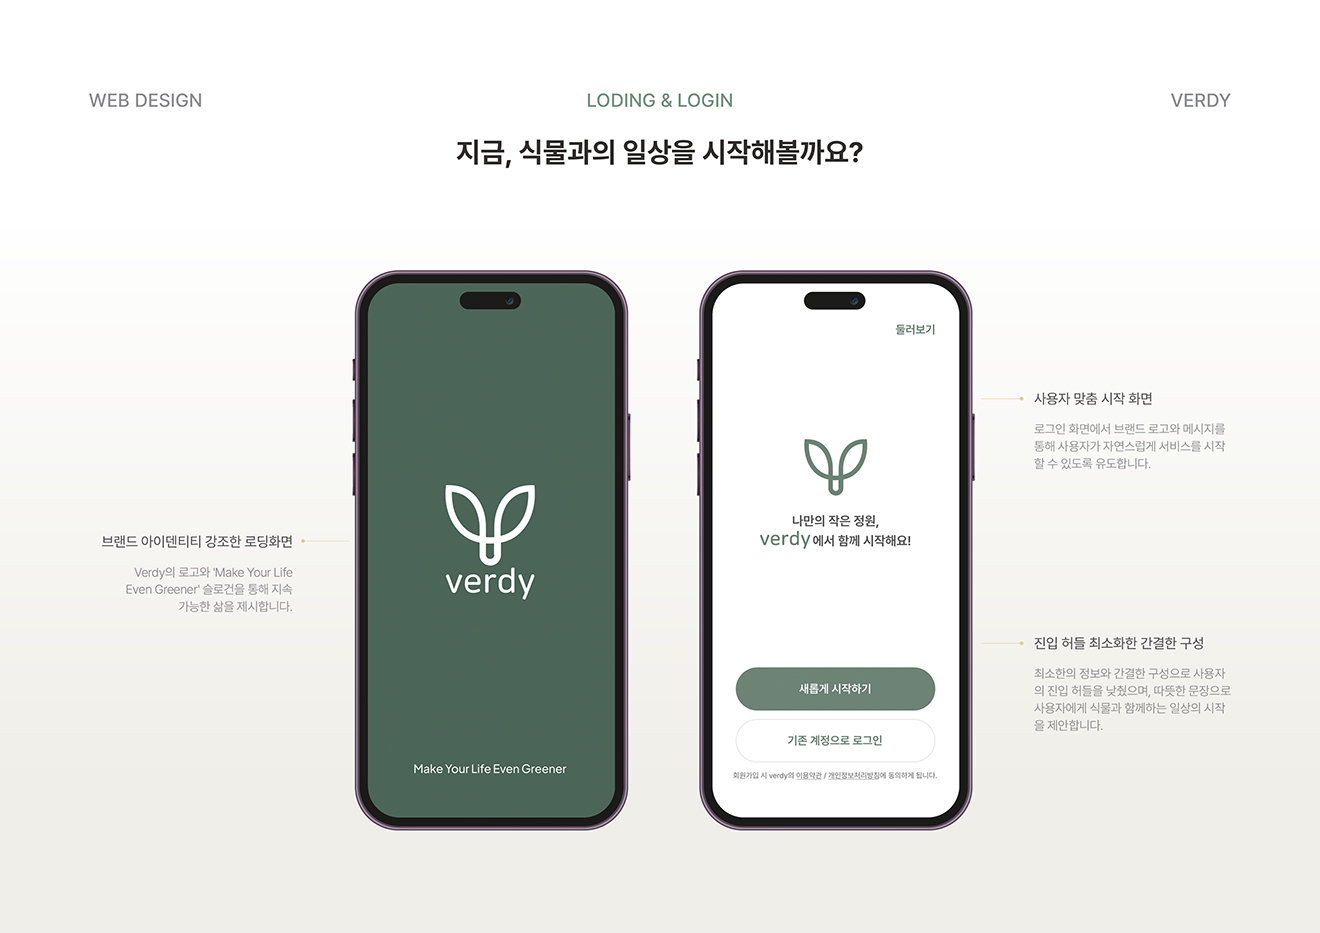 WEB DESIGN
LODING & LOGIN
VERDY
지금, 식물과의 일상을 시작해볼까요?
브랜드 아이덴티티 강조한 로딩화면
Verdy의 로고와 'Make Your Life
Even Greener' 슬로건을 통해 지속
가능한 삶을 제시합니다.
verdy
Make Your Life Even Greener
둘러보기
나만의 작은 정원,
verdy에서 함께 시작해요!
새롭게 시작하기
기존 계정으로 로그인
회원가입 시 verdy의 이용약관 / 개인정보처리방침에 동의하게 됩니다.
사용자 맞춤 시작 화면
로그인 화면에서 브랜드 로고와 메시지를
통해 사용자가 자연스럽게 서비스를 시작
할 수 있도록 유도합니다.
진입 허들 최소화한 간결한 구성
최소한의 정보와 간결한 구성으로 사용자
의 진입 허들을 낮췄으며, 따뜻한 문장으로
사용자에게 식물과 함께하는 일상의 시작
을 제안합니다.